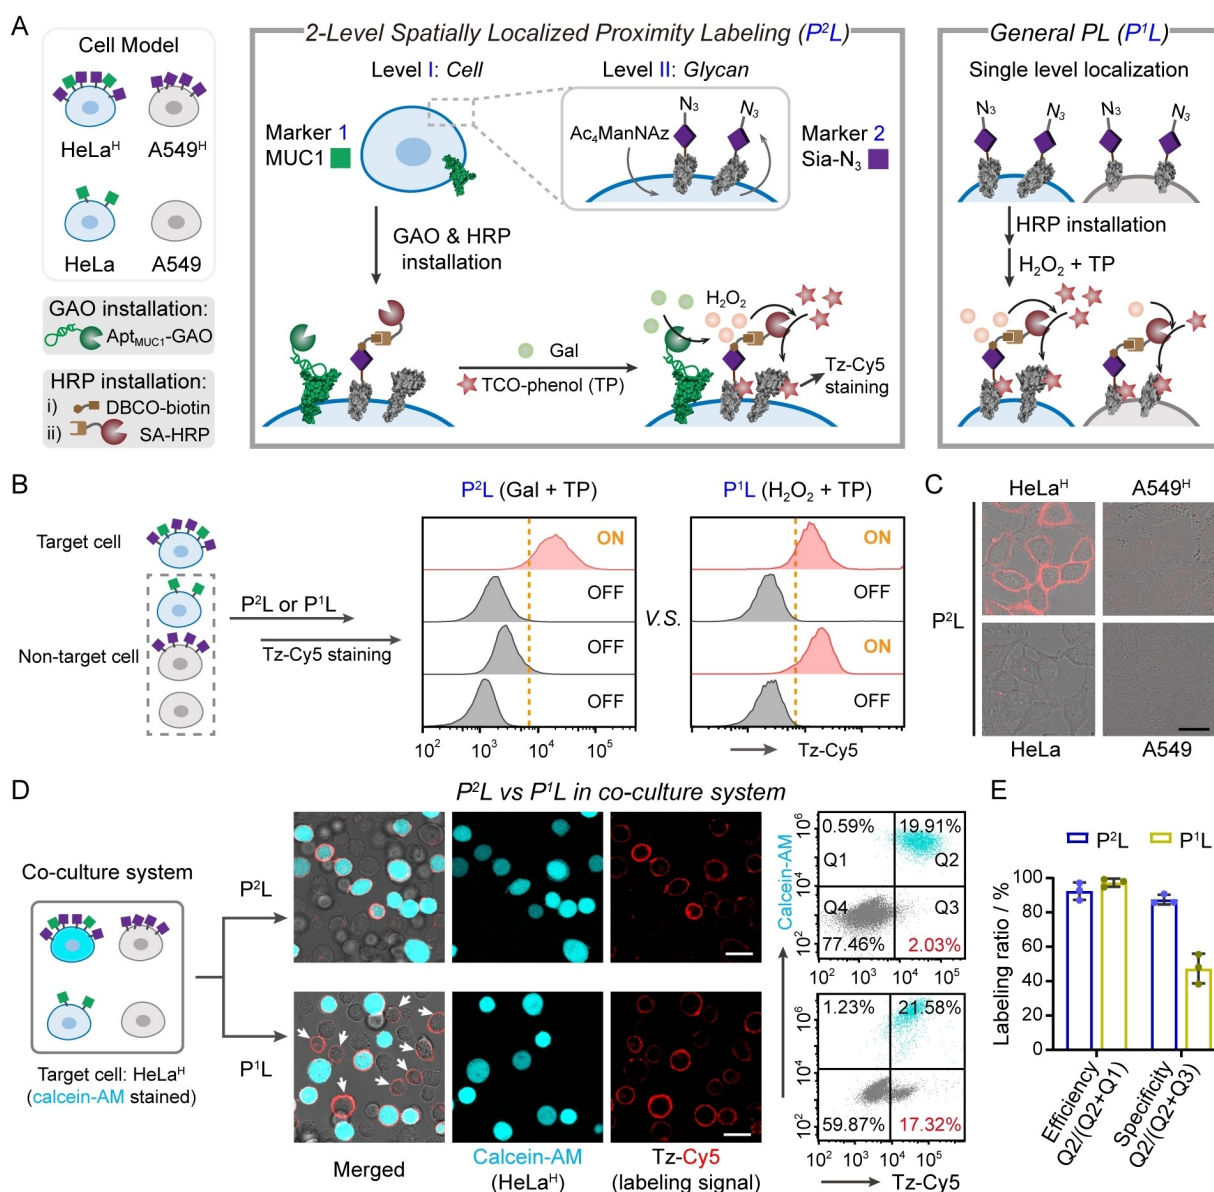 A
Cell Model
HeLaᴴ
A549ᴴ
HeLa
A549
GAO installation:
Apt_MUC1-GAO
HRP installation:
i) DBCO-biotin
ii) SA-HRP
2-Level Spatially Localized Proximity Labeling (P²L)
Level I: Cell
Level II: Glycan
Marker 1
MUC1
N₃
N₃
Ac₄ManNAz
Marker 2
Sia-N₃
GAO & HRP
installation
Gal
TCO-phenol (TP)
H₂O₂
Tz-Cy5
staining
General PL (P¹L)
Single level localization
N₃
N₃
N₃
N₃
HRP installation
H₂O₂ + TP
B
Target cell
Non-target cell
P²L or P¹L
Tz-Cy5 staining
P²L (Gal + TP)
ON
OFF
OFF
OFF
10² 10³ 10⁴ 10⁵
V.S.
P¹L (H₂O₂ + TP)
ON
OFF
ON
OFF
Tz-Cy5
C
HeLaᴴ
A549ᴴ
P²L
HeLa
A549
D
P²L vs P¹L in co-culture system
Co-culture system
Target cell: HeLaᴴ
(calcein-AM stained)
P²L
P¹L
Merged
Calcein-AM
(HeLaᴴ)
Tz-Cy5
(labeling signal)
Calcein-AM
10⁶
10⁴
10²
0.59%
19.91%
Q1
Q2
Q4
Q3
77.46%
2.03%
10² 10³ 10⁴ 10⁵
10⁶
10⁴
10²
1.23%
21.58%
59.87%
17.32%
10² 10³ 10⁴ 10⁵
Tz-Cy5
E
P²L
P¹L
Labeling ratio / %
100
80
60
40
20
0
Efficiency
Q2/(Q2+Q1)
Specificity
Q2/(Q2+Q3)